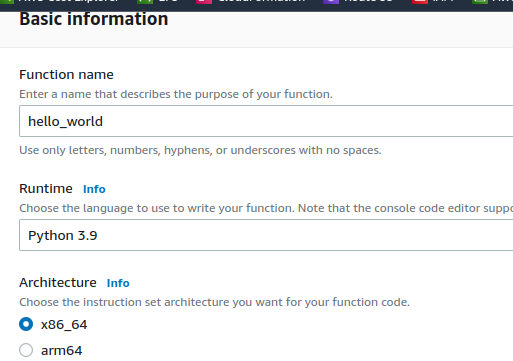 Basic information
Function name
Enter a name that describes the purpose of your function.
hello_world
Use only letters, numbers, hyphens, or underscores with no spaces.
Runtime Info
Choose the language to use to write your function. Note that the console code editor
Python 3.9
Architecture Info
Choose the instruction set architecture you want for your function code.
x86_64
arm64